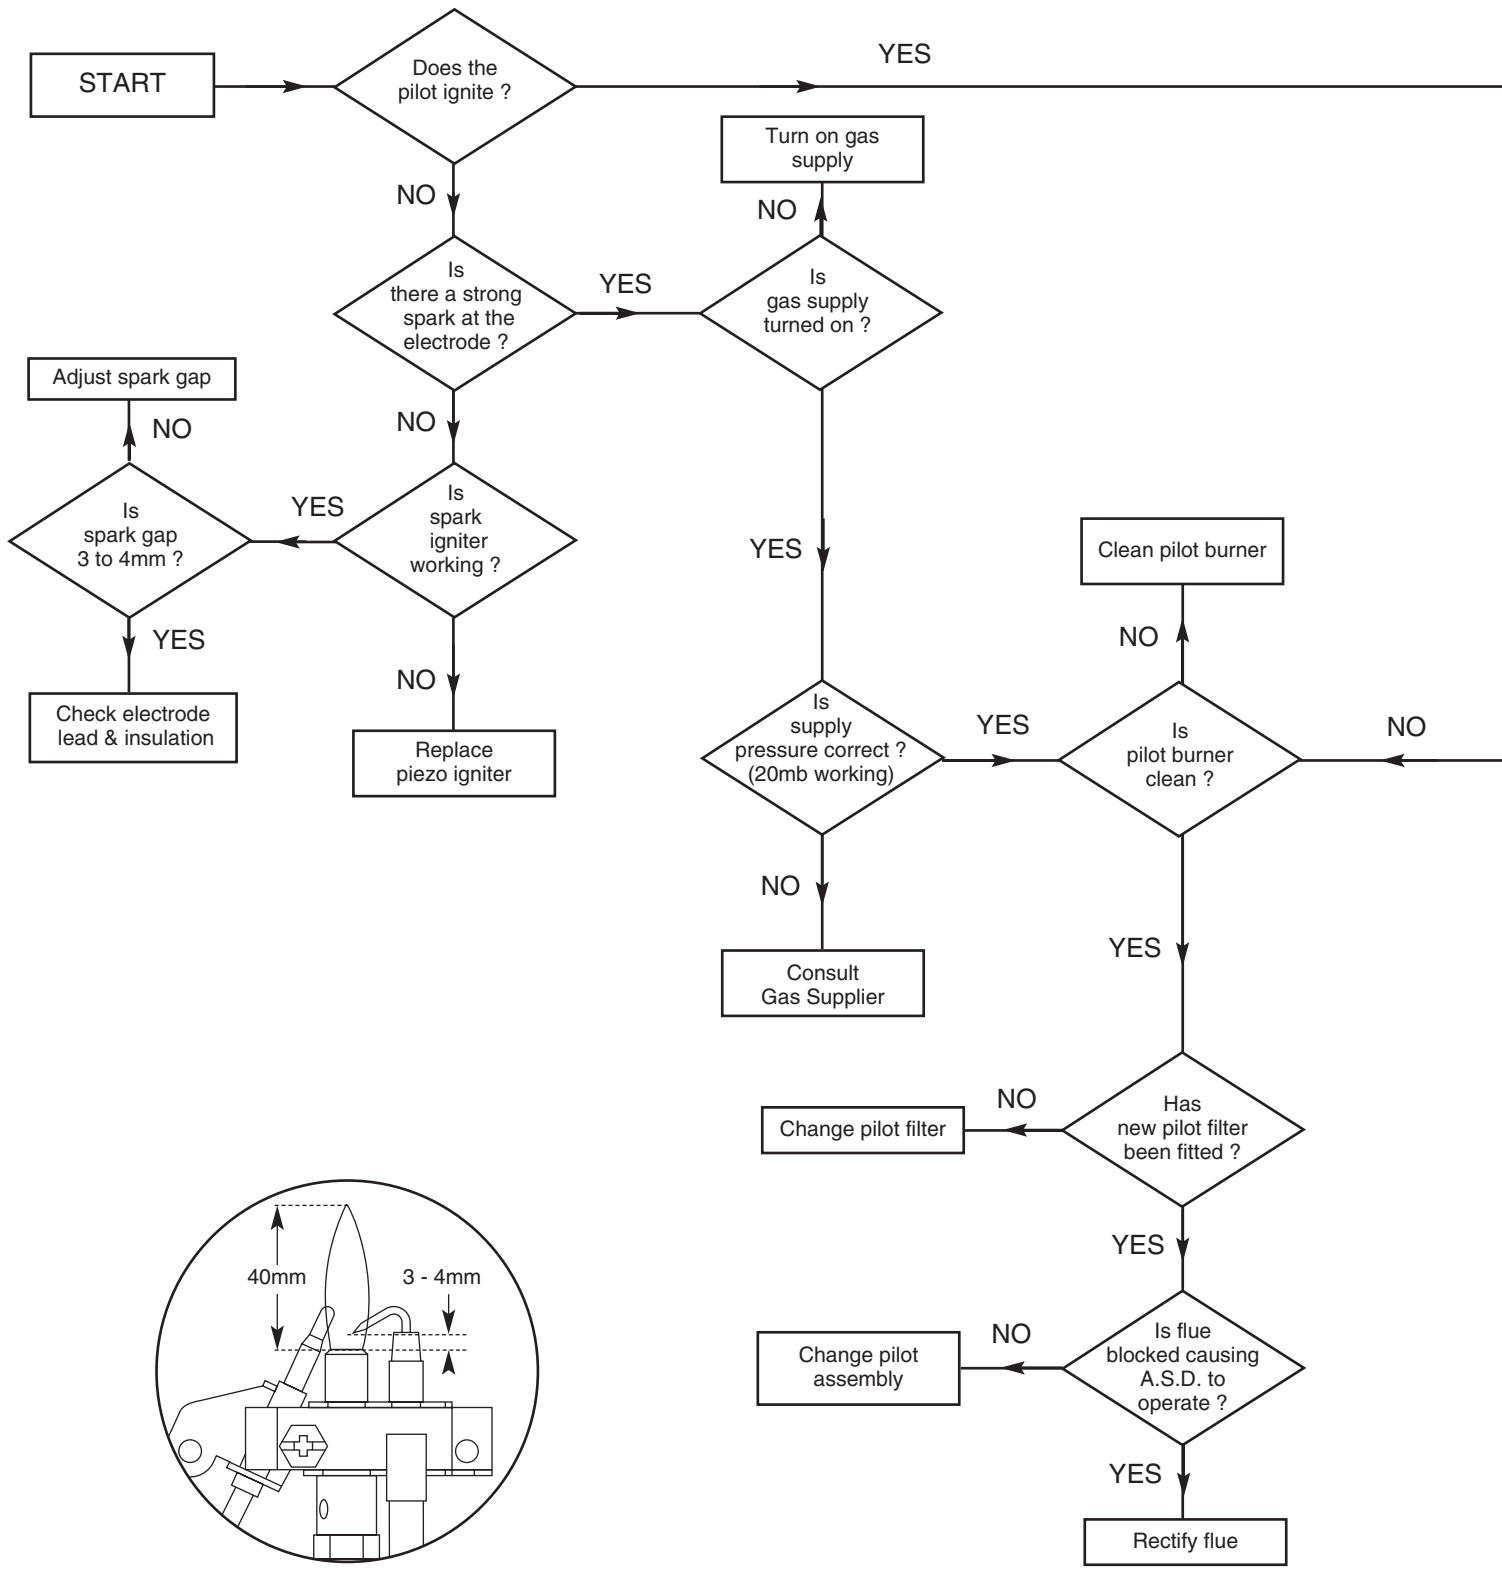 START
Does the
pilot ignite ?
YES
Turn on gas
supply
NO
NO
Is
there a strong
spark at the
electrode ?
YES
Is
gas supply
turned on ?
Adjust spark gap
NO
NO
Is
spark gap
3 to 4mm ?
YES
Is
spark
igniter
working ?
YES
Clean pilot burner
NO
YES
NO
Check electrode
lead & insulation
Replace
piezo igniter
Is
supply
pressure correct ?
(20mb working)
YES
Is
pilot burner
clean ?
NO
NO
YES
Consult
Gas Supplier
Change pilot filter
NO
Has
new pilot filter
been fitted ?
YES
40mm
3 - 4mm
Change pilot
assembly
NO
Is flue
blocked causing
A.S.D. to
operate ?
YES
Rectify flue